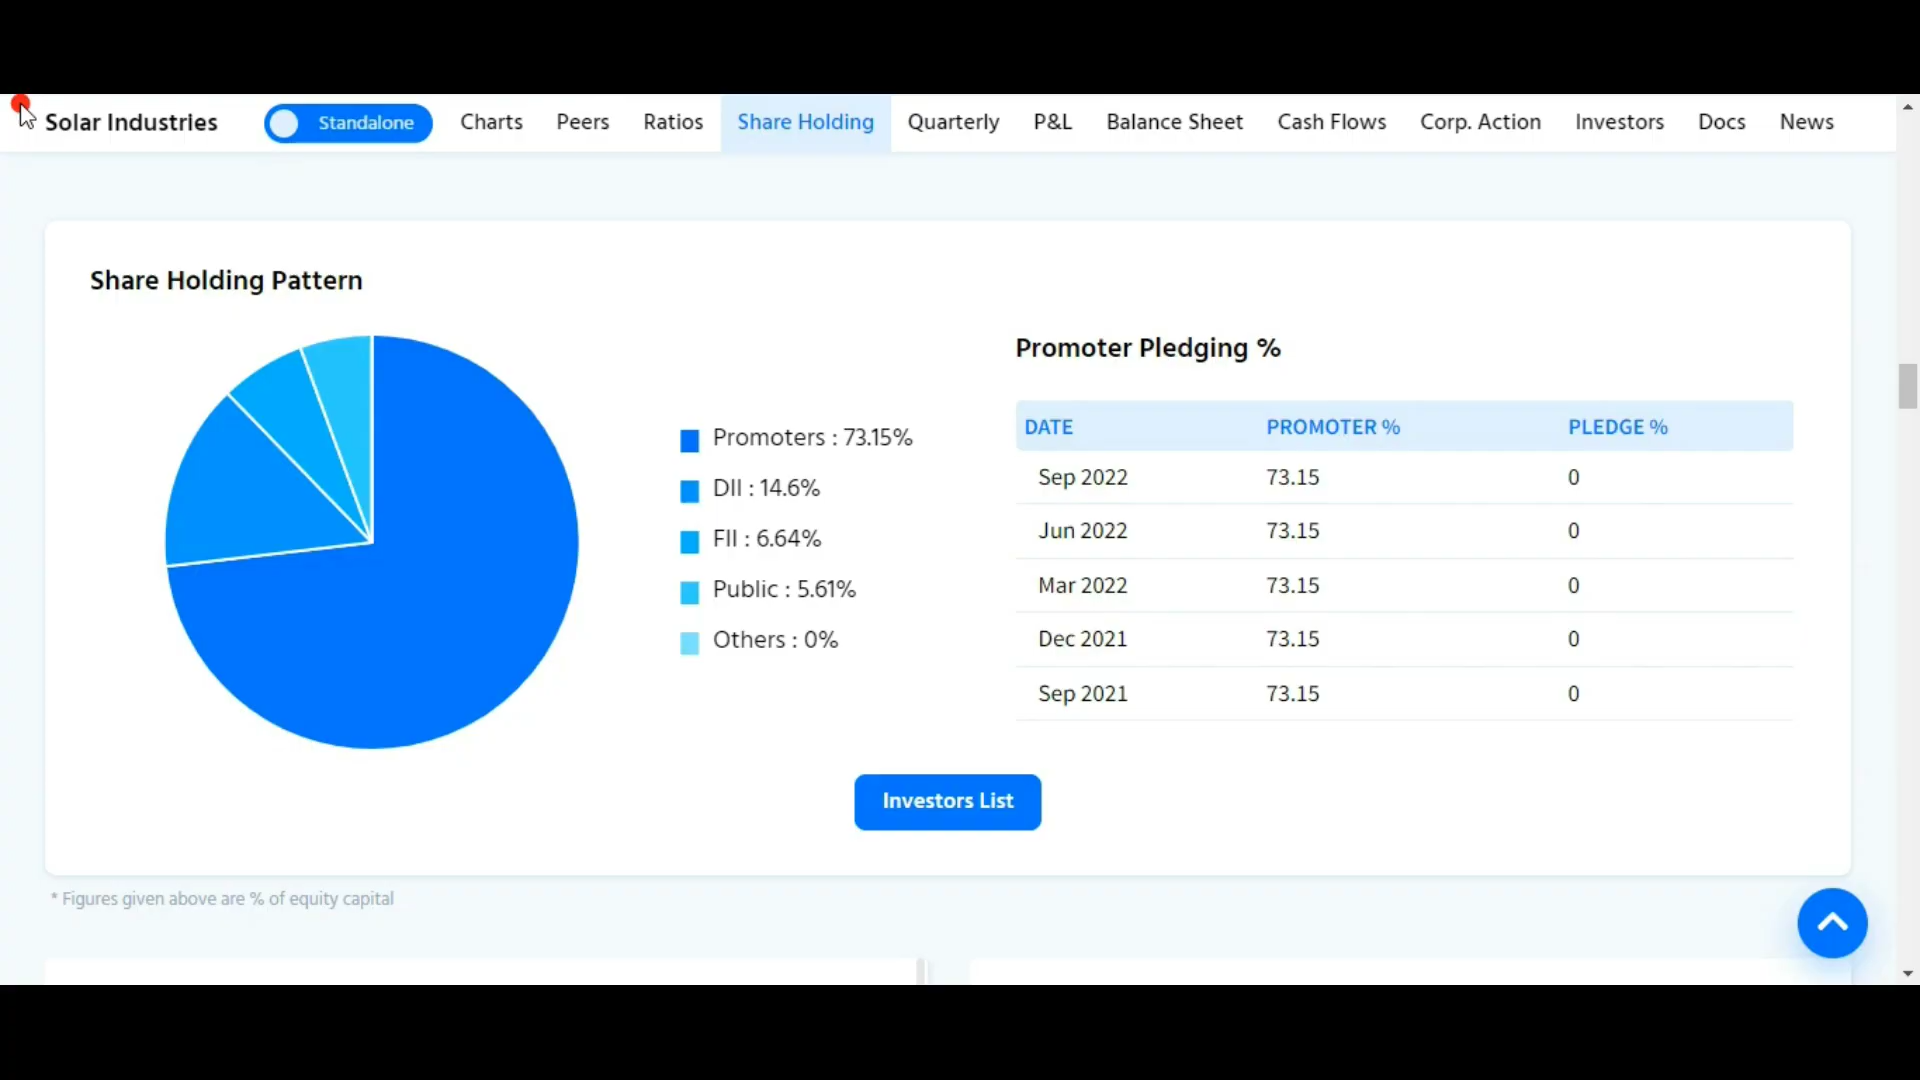 Solar Industries Standalone Charts Peers Ratios Share Holding Quarterly P&L Balance Sheet Cash Flows Corp. Action Investors Docs News
Share Holding Pattern
Promoters : 73.15%
DII : 14.6%
FII : 6.64%
Public : 5.61%
Others : 0%
Promoter Pledging %
DATE PROMOTER % PLEDGE %
Sep 2022 73.15 0
Jun 2022 73.15 0
Mar 2022 73.15 0
Dec 2021 73.15 0
Sep 2021 73.15 0
Investors List
* Figures given above are % of equity capital